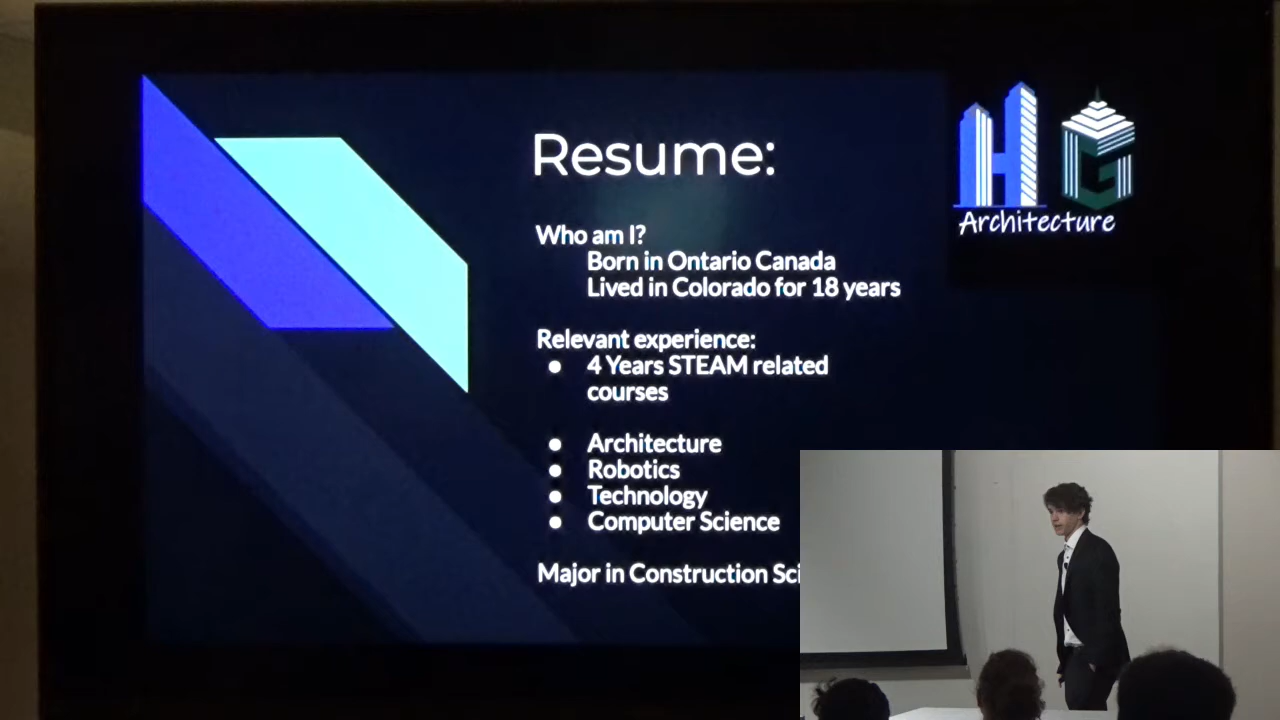 Resume:
HG
Architecture
Who am I?
Born in Ontario Canada
Lived in Colorado for 18 years
Relevant experience:
● 4 Years STEAM related
courses
● Architecture
● Robotics
● Technology
● Computer Science
Major in Construction